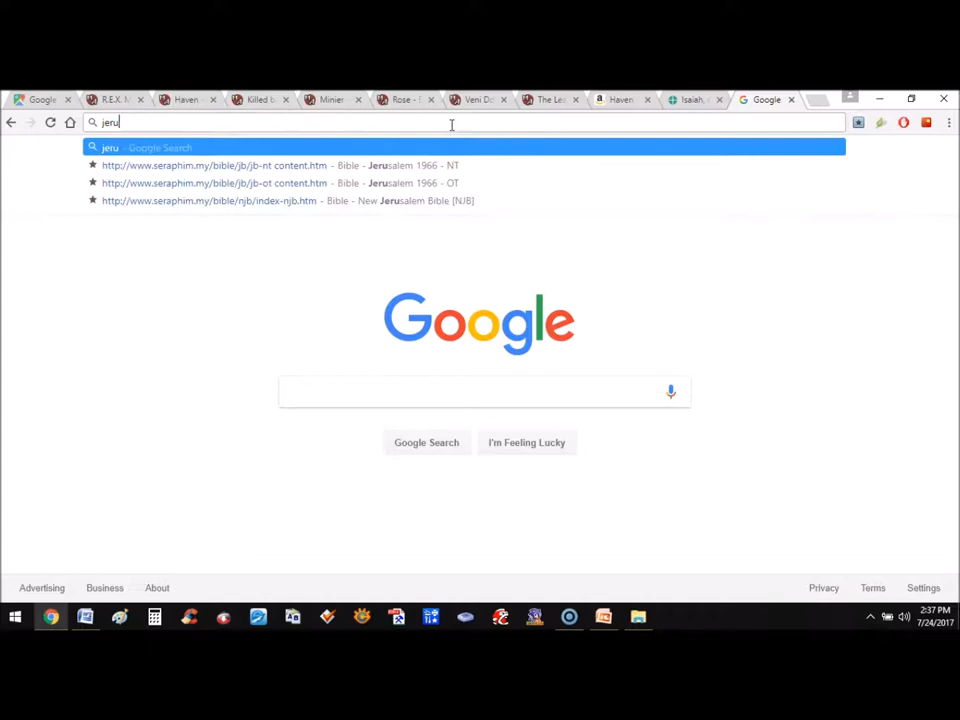 Google
R.E.X. M
Haven -
Killed b
Minier
Rose - E
Veni Do
The Les
Haven
Isaiah,
Google
jeru
jeru - Google Search
http://www.seraphim.my/bible/jb/jb-nt content.htm - Bible - Jerusalem 1966 - NT
http://www.seraphim.my/bible/jb/jb-ot content.htm - Bible - Jerusalem 1966 - OT
http://www.seraphim.my/bible/njb/index-njb.htm - Bible - New Jerusalem Bible [NJB]
Google
Google Search I'm Feeling Lucky
Advertising Business About Privacy Terms Settings
2:37 PM
7/24/2017